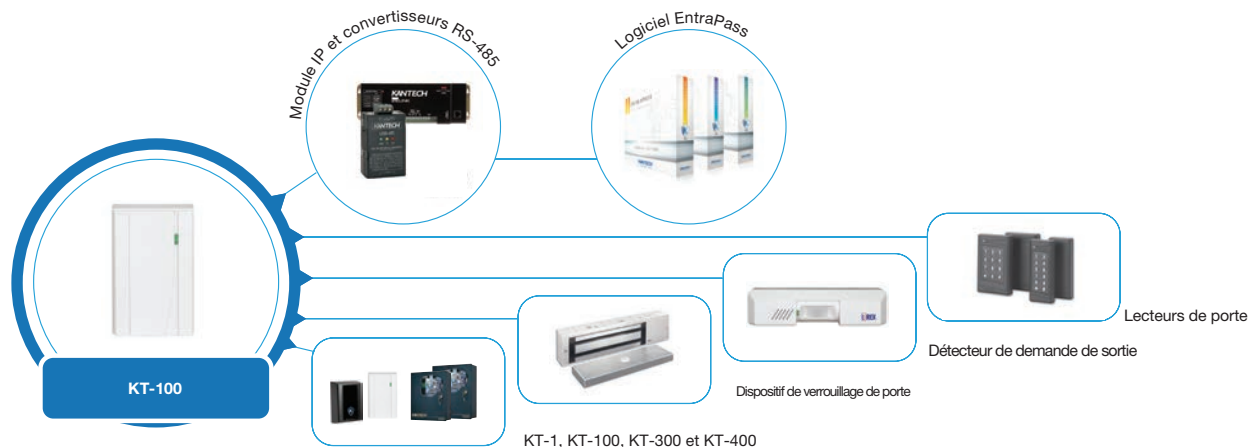 Module IP et convertisseurs RS-485
Logiciel EntraPass
KANTECH
KANTECH
KT-100
Lecteurs de porte
Détecteur de demande de sortie
Dispositif de verrouillage de porte
KT-1, KT-100, KT-300 et KT-400